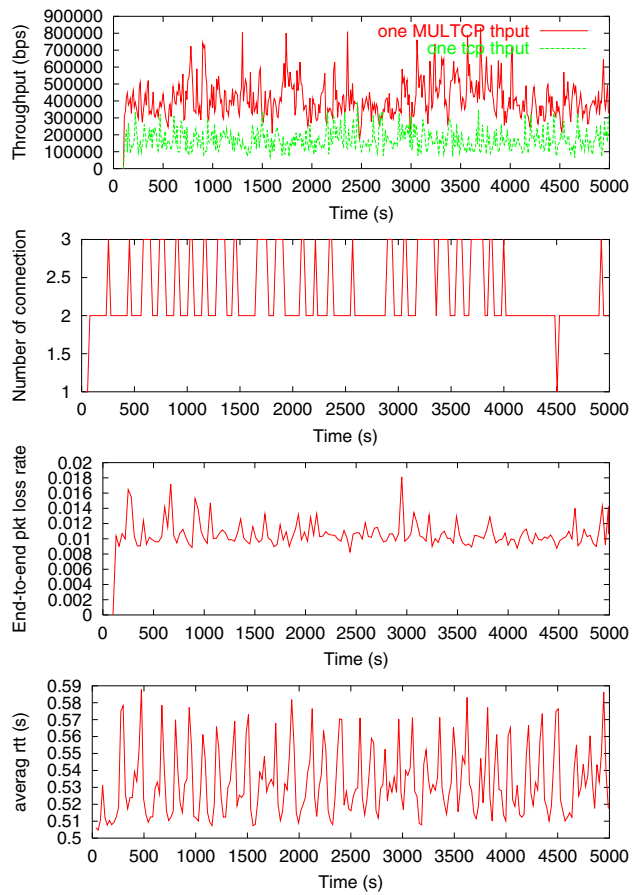 900000
800000
700000
600000
500000
400000
300000
200000
100000
0
Throughput (bps)
one MULTCP thput
one tcp thput
0 500 1000 1500 2000 2500 3000 3500 4000 4500 5000
Time (s)
3
2.5
2
1.5
1
Number of connection
0 500 1000 1500 2000 2500 3000 3500 4000 4500 5000
Time (s)
0.02
0.018
0.016
0.014
0.012
0.01
0.008
0.006
0.004
0.002
0
End-to-end pkt loss rate
0 500 1000 1500 2000 2500 3000 3500 4000 4500 5000
Time (s)
0.59
0.58
0.57
0.56
0.55
0.54
0.53
0.52
0.51
0.5
averag rtt (s)
0 500 1000 1500 2000 2500 3000 3500 4000 4500 5000
Time (s)